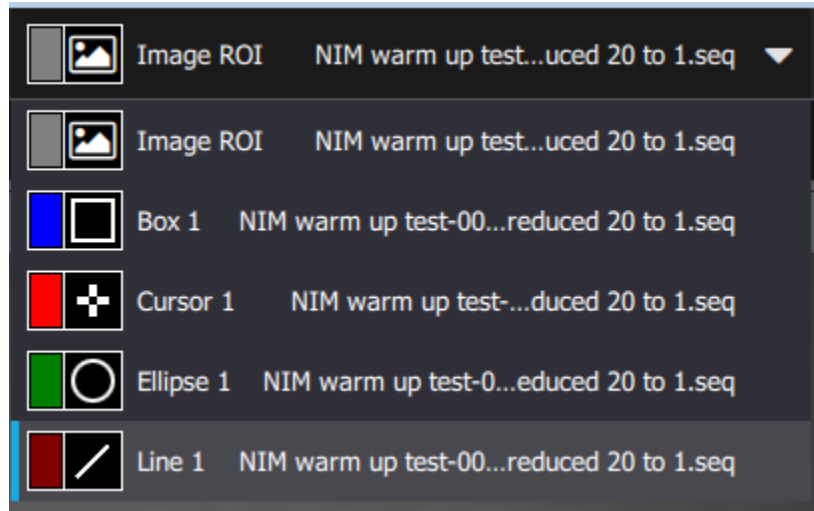 Image ROI NIM warm up test...uced 20 to 1.seq
Image ROI NIM warm up test...uced 20 to 1.seq
Box 1 NIM warm up test-00...reduced 20 to 1.seq
Cursor 1 NIM warm up test-...duced 20 to 1.seq
Ellipse 1 NIM warm up test-0...educed 20 to 1.seq
Line 1 NIM warm up test-00...reduced 20 to 1.seq